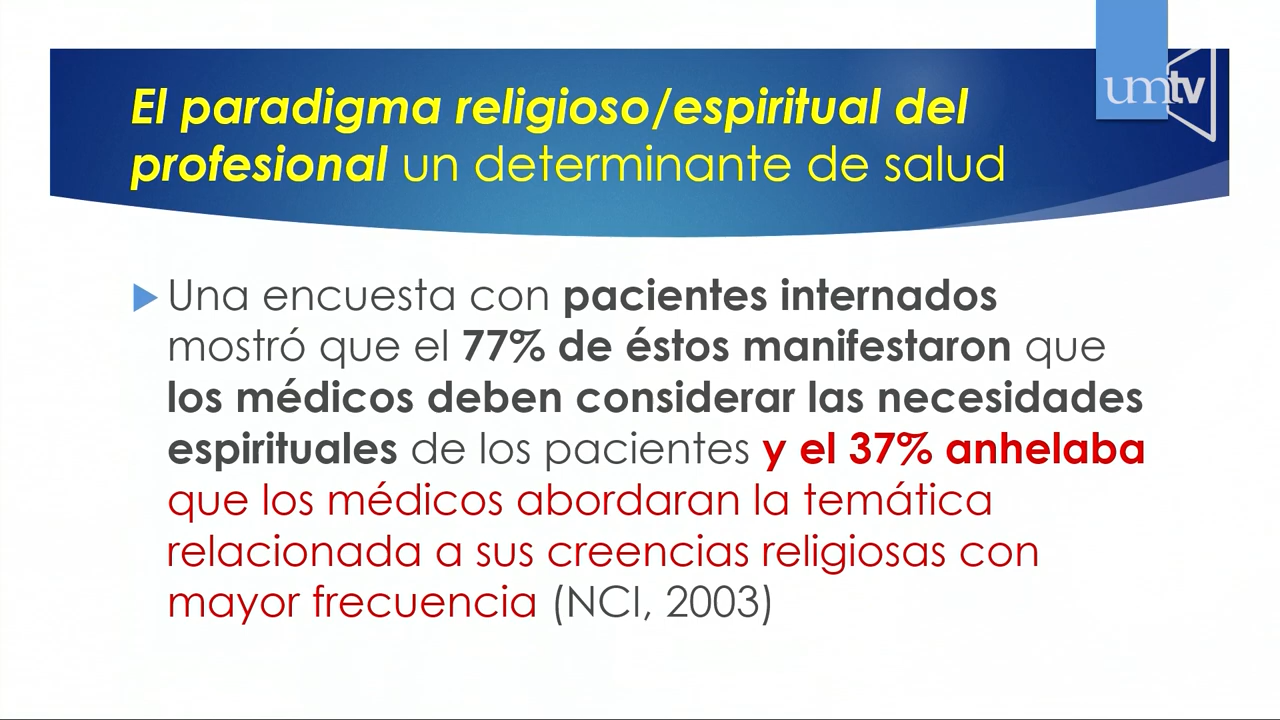 El paradigma religioso/espiritual del
profesional un determinante de salud
umtv
Una encuesta con pacientes internados
mostró que el 77% de éstos manifestaron que
los médicos deben considerar las necesidades
espirituales de los pacientes y el 37% anhelaba
que los médicos abordaran la temática
relacionada a sus creencias religiosas con
mayor frecuencia (NCI, 2003)